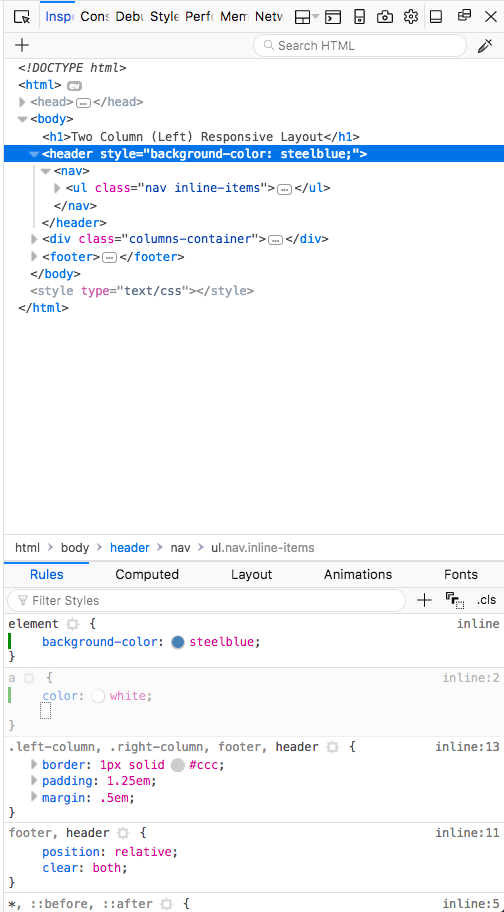 Inspe Cons Debu Style Perfo Mem Netw
+ Search HTML
<!DOCTYPE html>
<html> ev
<head>⋯</head>
<body>
<h1>Two Column (Left) Responsive Layout</h1>
<header style="background-color: steelblue;">
<nav>
<ul class="nav inline-items">⋯</ul>
</nav>
</header>
<div class="columns-container">⋯</div>
<footer>⋯</footer>
</body>
<style type="text/css"></style>
</html>
html > body > header > nav > ul.nav.inline-items
Rules Computed Layout Animations Fonts
Filter Styles + .cls
element { inline
background-color: steelblue;
}
a { inline:2
color: white;
}
.left-column, .right-column, footer, header { inline:13
border: 1px solid #ccc;
padding: 1.25em;
margin: .5em;
}
footer, header { inline:11
position: relative;
clear: both;
}
*, ::before, ::after { inline:5